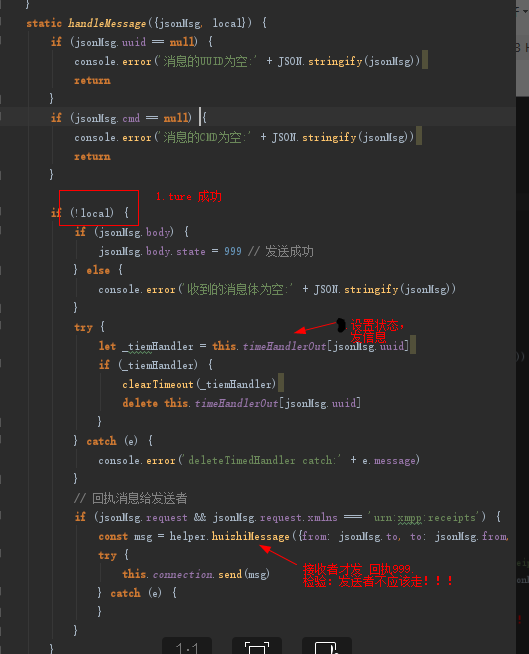 }
static handleMessage({jsonMsg, local}) {
if (jsonMsg.uuid == null) {
console.error('消息的UUID为空:' + JSON.stringify(jsonMsg))
return
}
if (jsonMsg.cmd == null) {
console.error('消息的CMD为空:' + JSON.stringify(jsonMsg))
return
}
1.ture 成功
if (!local) {
if (jsonMsg.body) {
jsonMsg.body.state = 999 // 发送成功
} else {
console.error('收到的消息体为空:' + JSON.stringify(jsonMsg))
}
try {
设置状态,
发信息
let _tiemHandler = this.timeHandlerOut[jsonMsg.uuid]
if (_tiemHandler) {
clearTimeout(_tiemHandler)
delete this.timeHandlerOut[jsonMsg.uuid]
}
} catch (e) {
console.error('deleteTimedHandler catch:' + e.message)
}
// 回执消息给发送者
if (jsonMsg.request && jsonMsg.request.xmlns === 'urn:xmpp:receipts') {
const msg = helper.huizhiMessage({from: jsonMsg.to, to: jsonMsg.from,
try {
接收者才发 回执999.
this.connection.send(msg)
检验: 发送者不应该走!!!
} catch (e) {
}
}
}
1:1